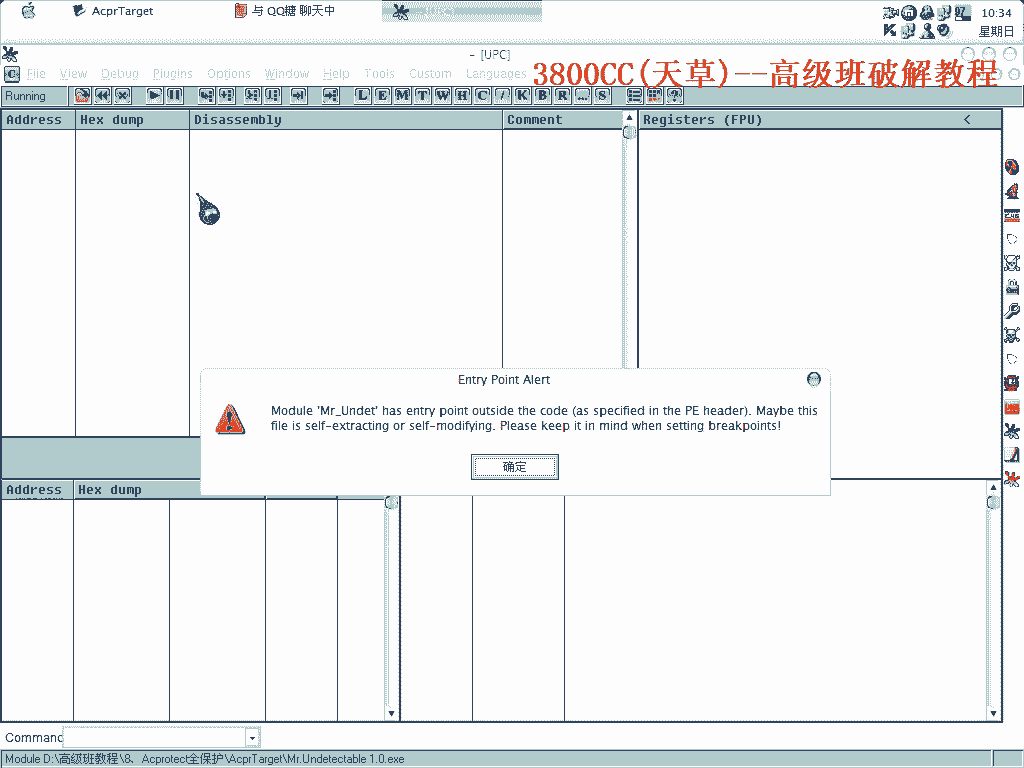 AcprTarget
与 QQ糖 聊天中
97
10:34
星期日
- [UPC]
File View Debug Plugins Options Window Help Tools Custom Languages
3800CC(天草)--高级班破解教程
Running
L E M T W H C / K B R ... S
Address Hex dump Disassembly Comment Registers (FPU) <
Entry Point Alert
Module 'Mr_Undet' has entry point outside the code (as specified in the PE header). Maybe this
file is self-extracting or self-modifying. Please keep it in mind when setting breakpoints!
确定
Address Hex dump
Command
Module D:\高级班教程\8、Acprotect全保护\AcprTarget\Mr.Undetectable 1.0.exe